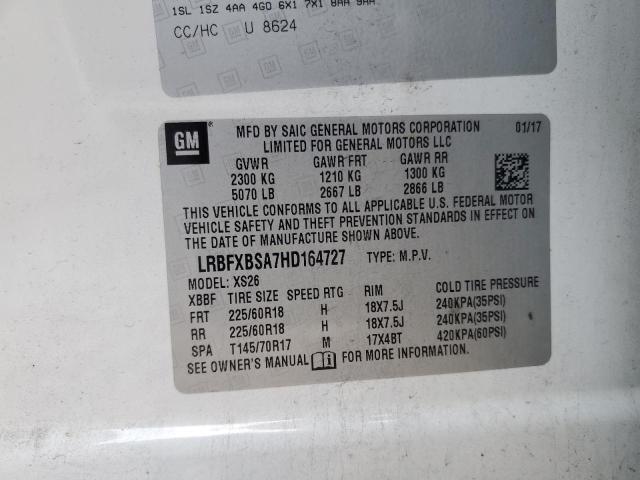 1SL 1SZ 4AA 4G0 6X1 7X1 8AA 9AA
CC/HC U 8624
GM
MFD BY SAIC GENERAL MOTORS CORPORATION 01/17
LIMITED FOR GENERAL MOTORS LLC
GVWR GAWR FRT GAWR RR
2300 KG 1210 KG 1300 KG
5070 LB 2667 LB 2866 LB
THIS VEHICLE CONFORMS TO ALL APPLICABLE U.S. FEDERAL MOTOR
VEHICLE SAFETY AND THEFT PREVENTION STANDARDS IN EFFECT ON
THE DATE OF MANUFACTURE SHOWN ABOVE.
LRBFXBSA7HD164727 TYPE: M.P.V.
MODEL: XS26
XBBF TIRE SIZE SPEED RTG RIM COLD TIRE PRESSURE
FRT 225/60R18 H 18X7.5J 240KPA(35PSI)
RR 225/60R18 H 18X7.5J 240KPA(35PSI)
SPA T145/70R17 M 17X4BT 420KPA(60PSI)
SEE OWNER'S MANUAL FOR MORE INFORMATION.